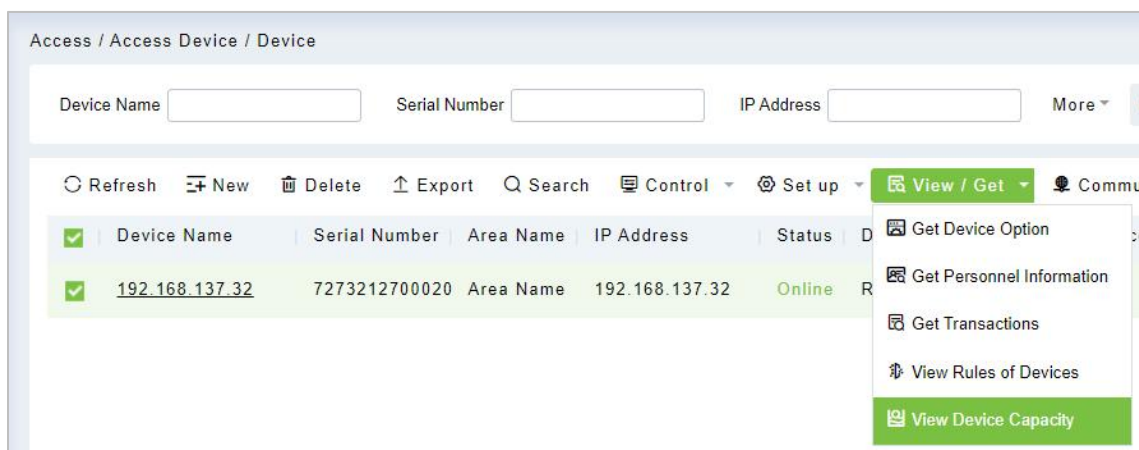 Access / Access Device / Device
Device Name Serial Number IP Address More
Refresh New Delete Export Search Control Set up View / Get
Device Name Serial Number Area Name IP Address Status
192.168.137.32 7273212700020 Area Name 192.168.137.32 Online
Get Device Option
Get Personnel Information
Get Transactions
View Rules of Devices
View Device Capacity